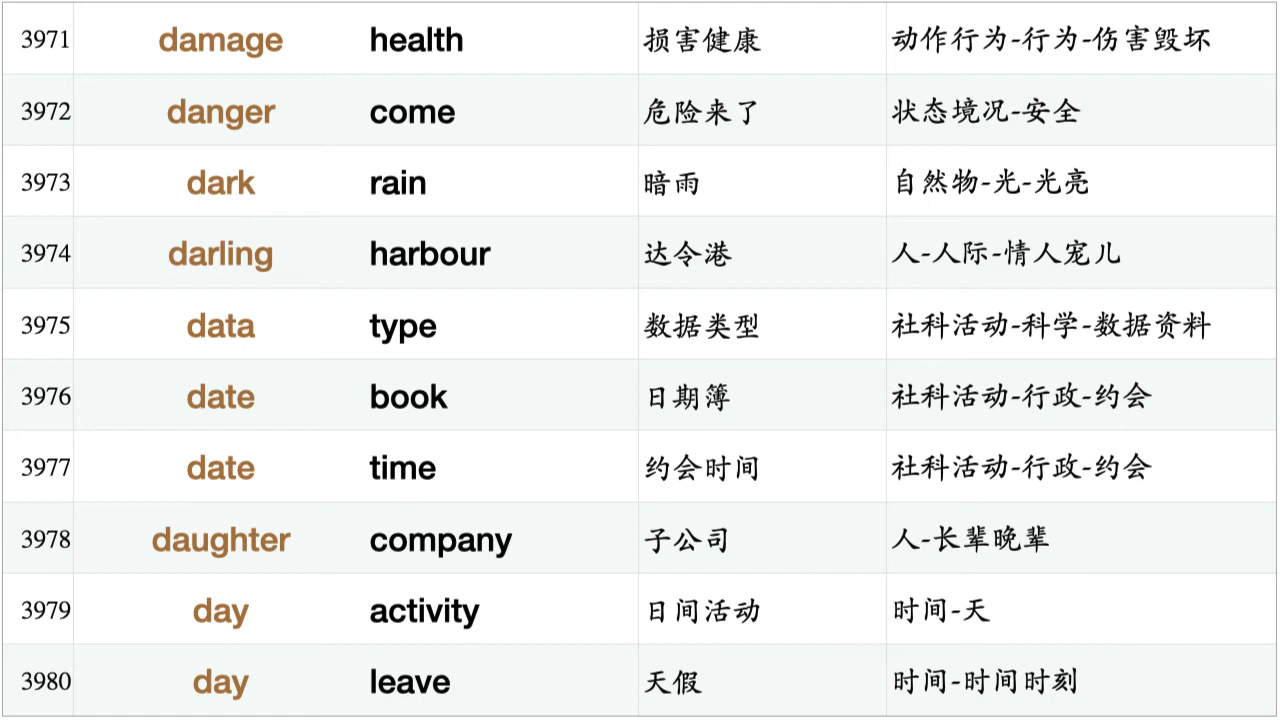 3971 damage health 损害健康 动作行为-行为-伤害毁坏
3972 danger come 危险来了 状态境况-安全
3973 dark rain 暗雨 自然物-光-光亮
3974 darling harbour 达令港 人-人际-情人宠儿
3975 data type 数据类型 社科活动-科学-数据资料
3976 date book 日期簿 社科活动-行政-约会
3977 date time 约会时间 社科活动-行政-约会
3978 daughter company 子公司 人-长辈晚辈
3979 day activity 日间活动 时间-天
3980 day leave 天假 时间-时间时刻